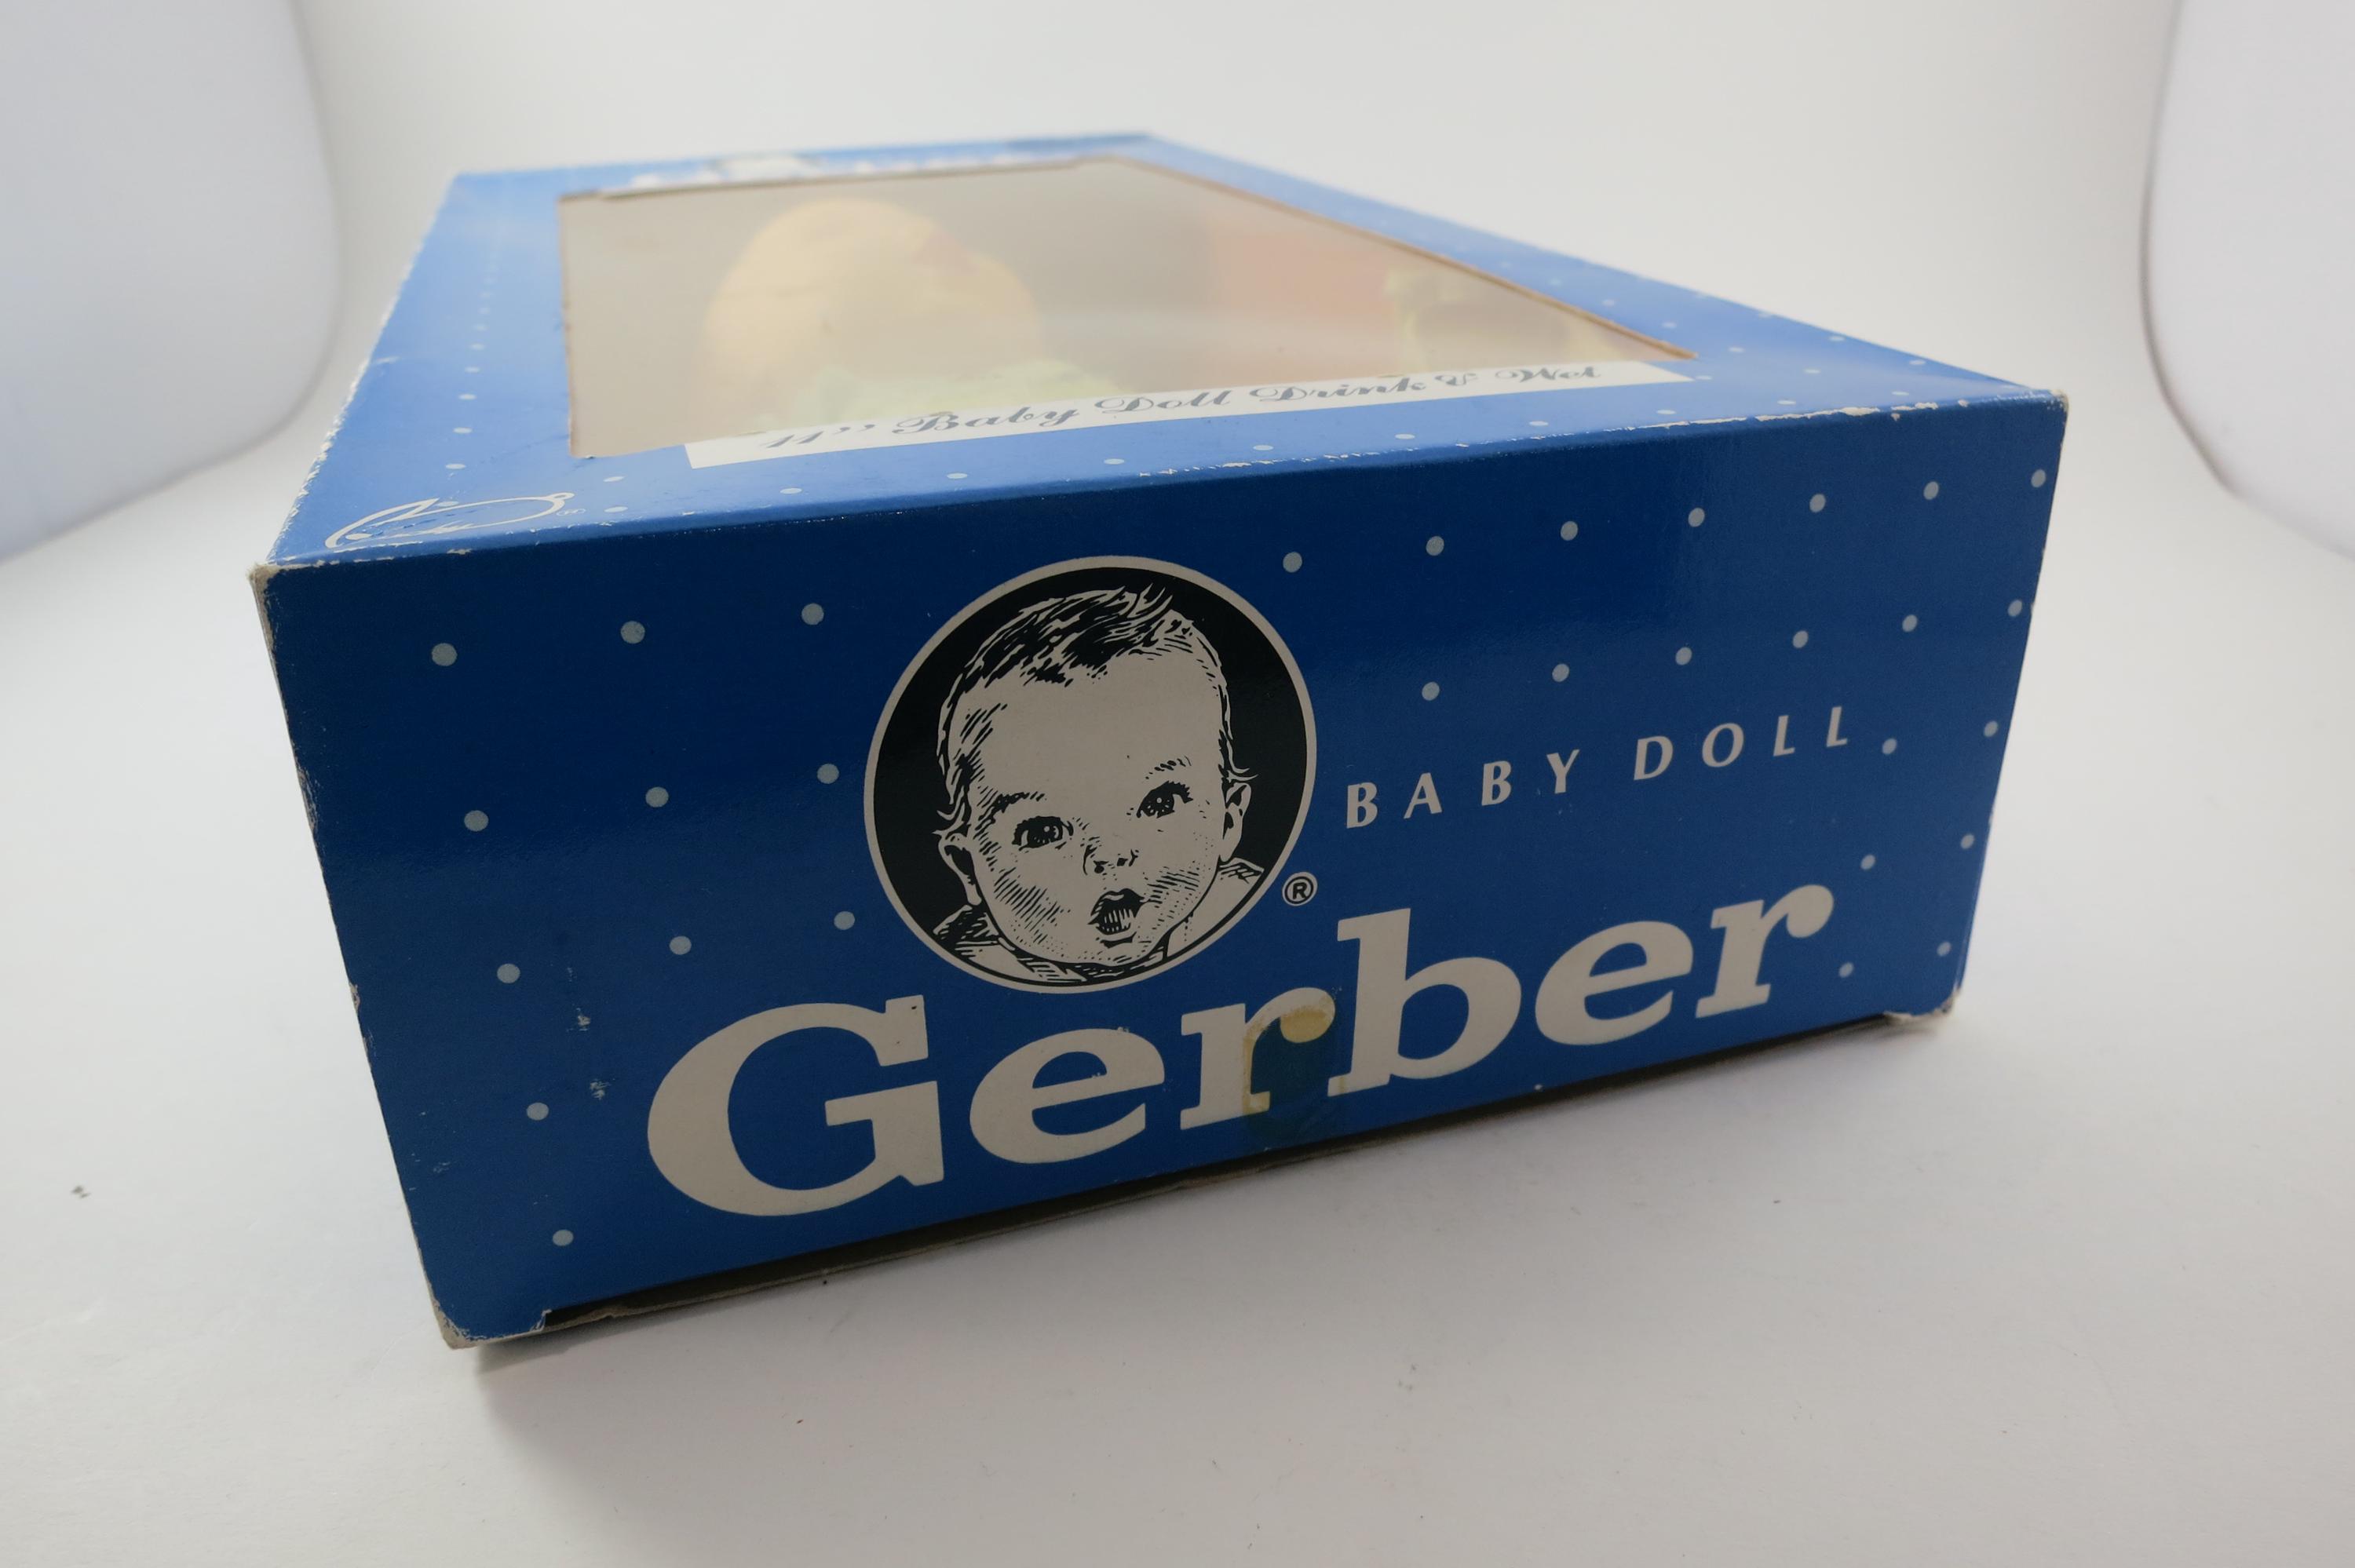 11" Baby Doll Drink & Wet
BABY DOLL
®
Gerber